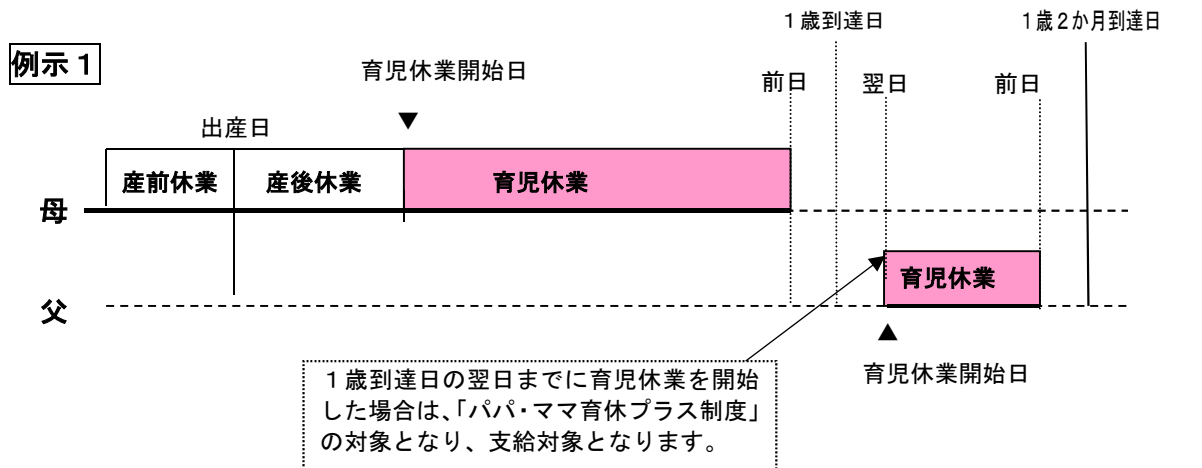 １歳到達日
１歳２か月到達日
例示１
育児休業開始日
前日
翌日
前日
出産日
▼
産前休業
産後休業
育児休業
母
育児休業
父
▲
１歳到達日の翌日までに育児休業を開始
した場合は、「パパ・ママ育休プラス制度」
の対象となり、支給対象となります。
育児休業開始日